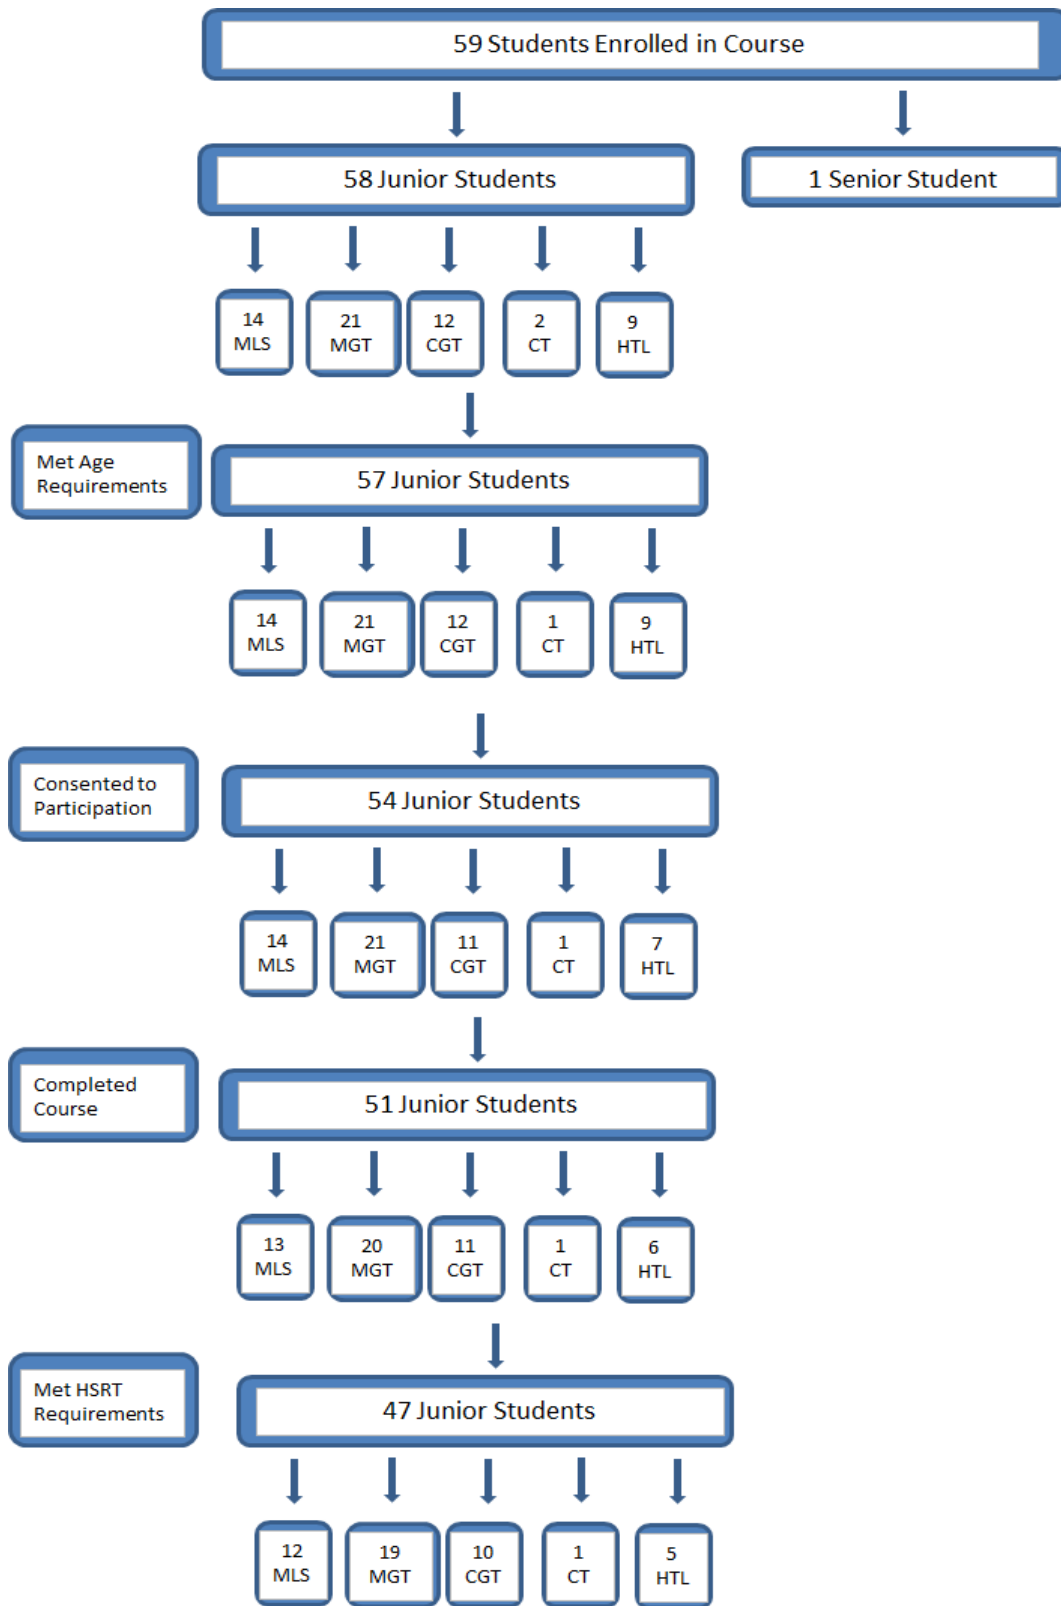 59 Students Enrolled in Course
58 Junior Students
1 Senior Student
14
MLS
21
MGT
12
CGT
2
CT
9
HTL
Met Age
Requirements
57 Junior Students
14
MLS
21
MGT
12
CGT
1
CT
9
HTL
Consented to
Participation
54 Junior Students
14
MLS
21
MGT
11
CGT
1
CT
7
HTL
Completed
Course
51 Junior Students
13
MLS
20
MGT
11
CGT
1
CT
6
HTL
Met HSRT
Requirements
47 Junior Students
12
MLS
19
MGT
10
CGT
1
CT
5
HTL